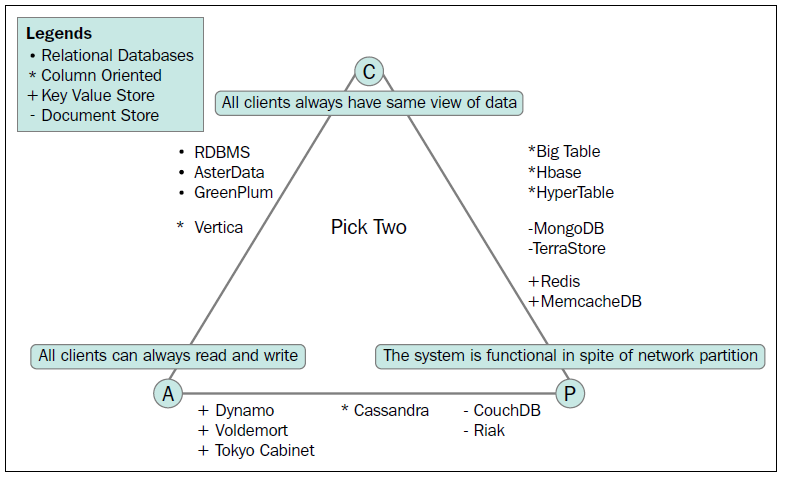 Legends
• Relational Databases
* Column Oriented
+ Key Value Store
- Document Store
C
All clients always have same view of data
• RDBMS
• AsterData
• GreenPlum
* Vertica
Pick Two
*Big Table
*Hbase
*HyperTable
-MongoDB
-TerraStore
+Redis
+MemcacheDB
All clients can always read and write
The system is functional in spite of network partition
A
P
+ Dynamo
+ Voldemort
+ Tokyo Cabinet
* Cassandra
- CouchDB
- Riak